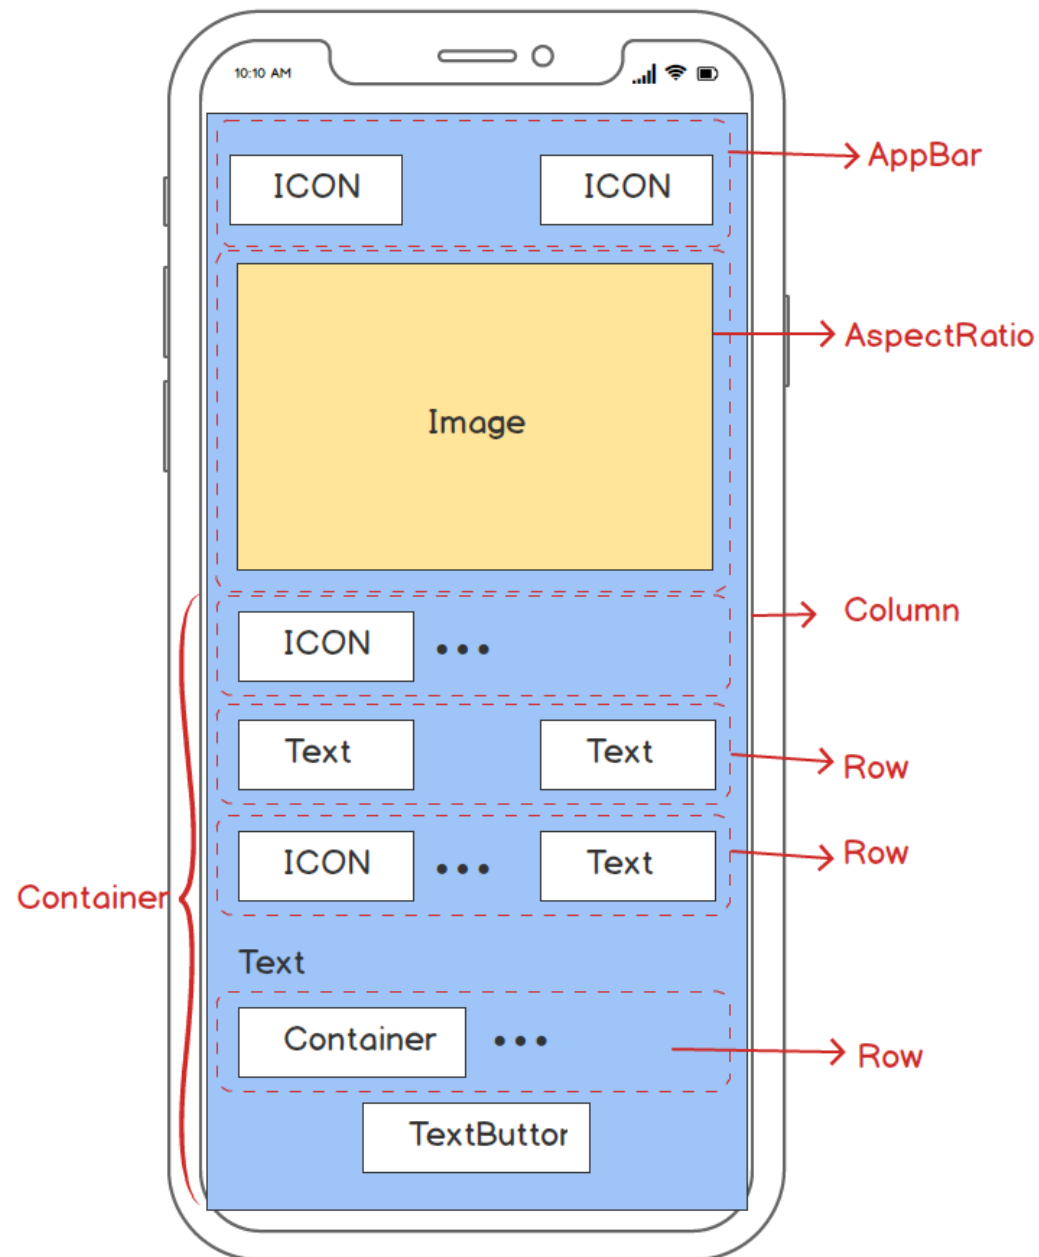 10:10 AM
ICON
ICON
AppBar
Image
AspectRatio
Column
ICON
Text
Text
Row
ICON
Text
Row
Container
Text
Container
Row
TextButtor